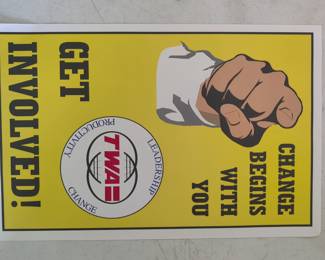 CHANGE
BEGINS
WITH
YOU
LEADERSHIP
TWA
PRODUCTIVITY
CHANGE
GET
INVOLVED!